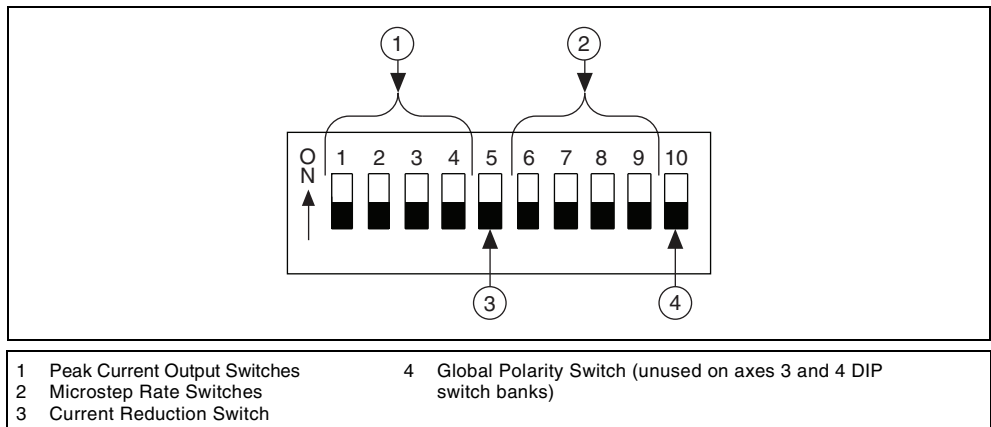 1 2
O
N
1 2 3 4 5 6 7 8 9 10
3 4
1 Peak Current Output Switches
2 Microstep Rate Switches
3 Current Reduction Switch
4 Global Polarity Switch (unused on axes 3 and 4 DIP
switch banks)